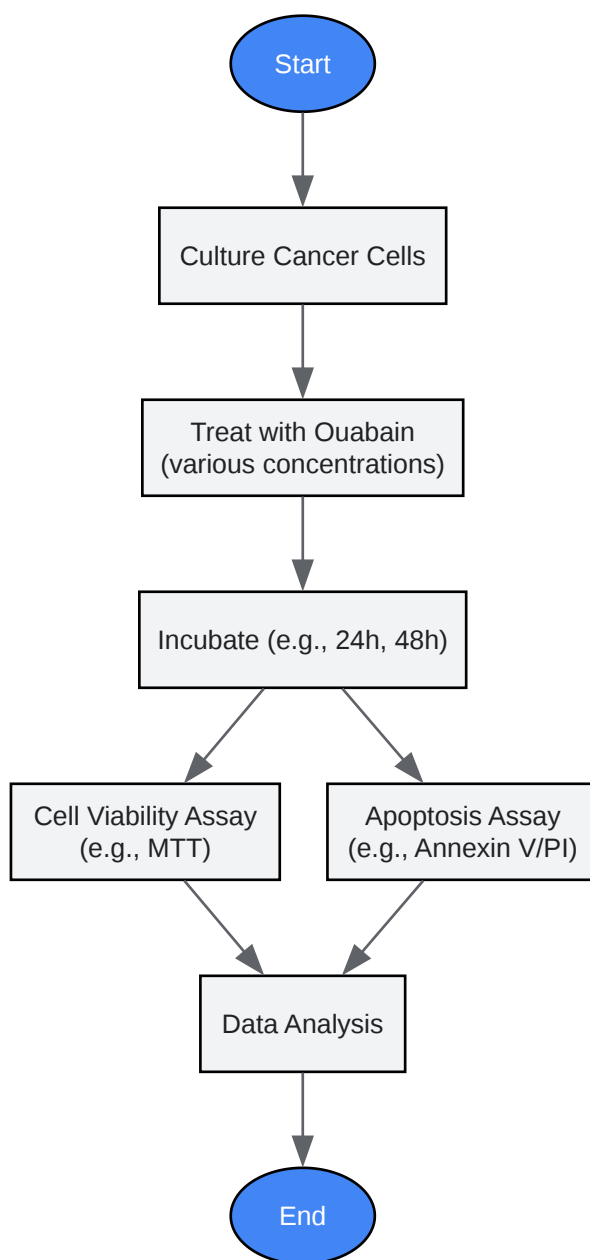 Start
Culture Cancer Cells
Treat with Ouabain
(various concentrations)
Incubate (e.g., 24h, 48h)
Cell Viability Assay
(e.g., MTT)
Apoptosis Assay
(e.g., Annexin V/PI)
Data Analysis
End